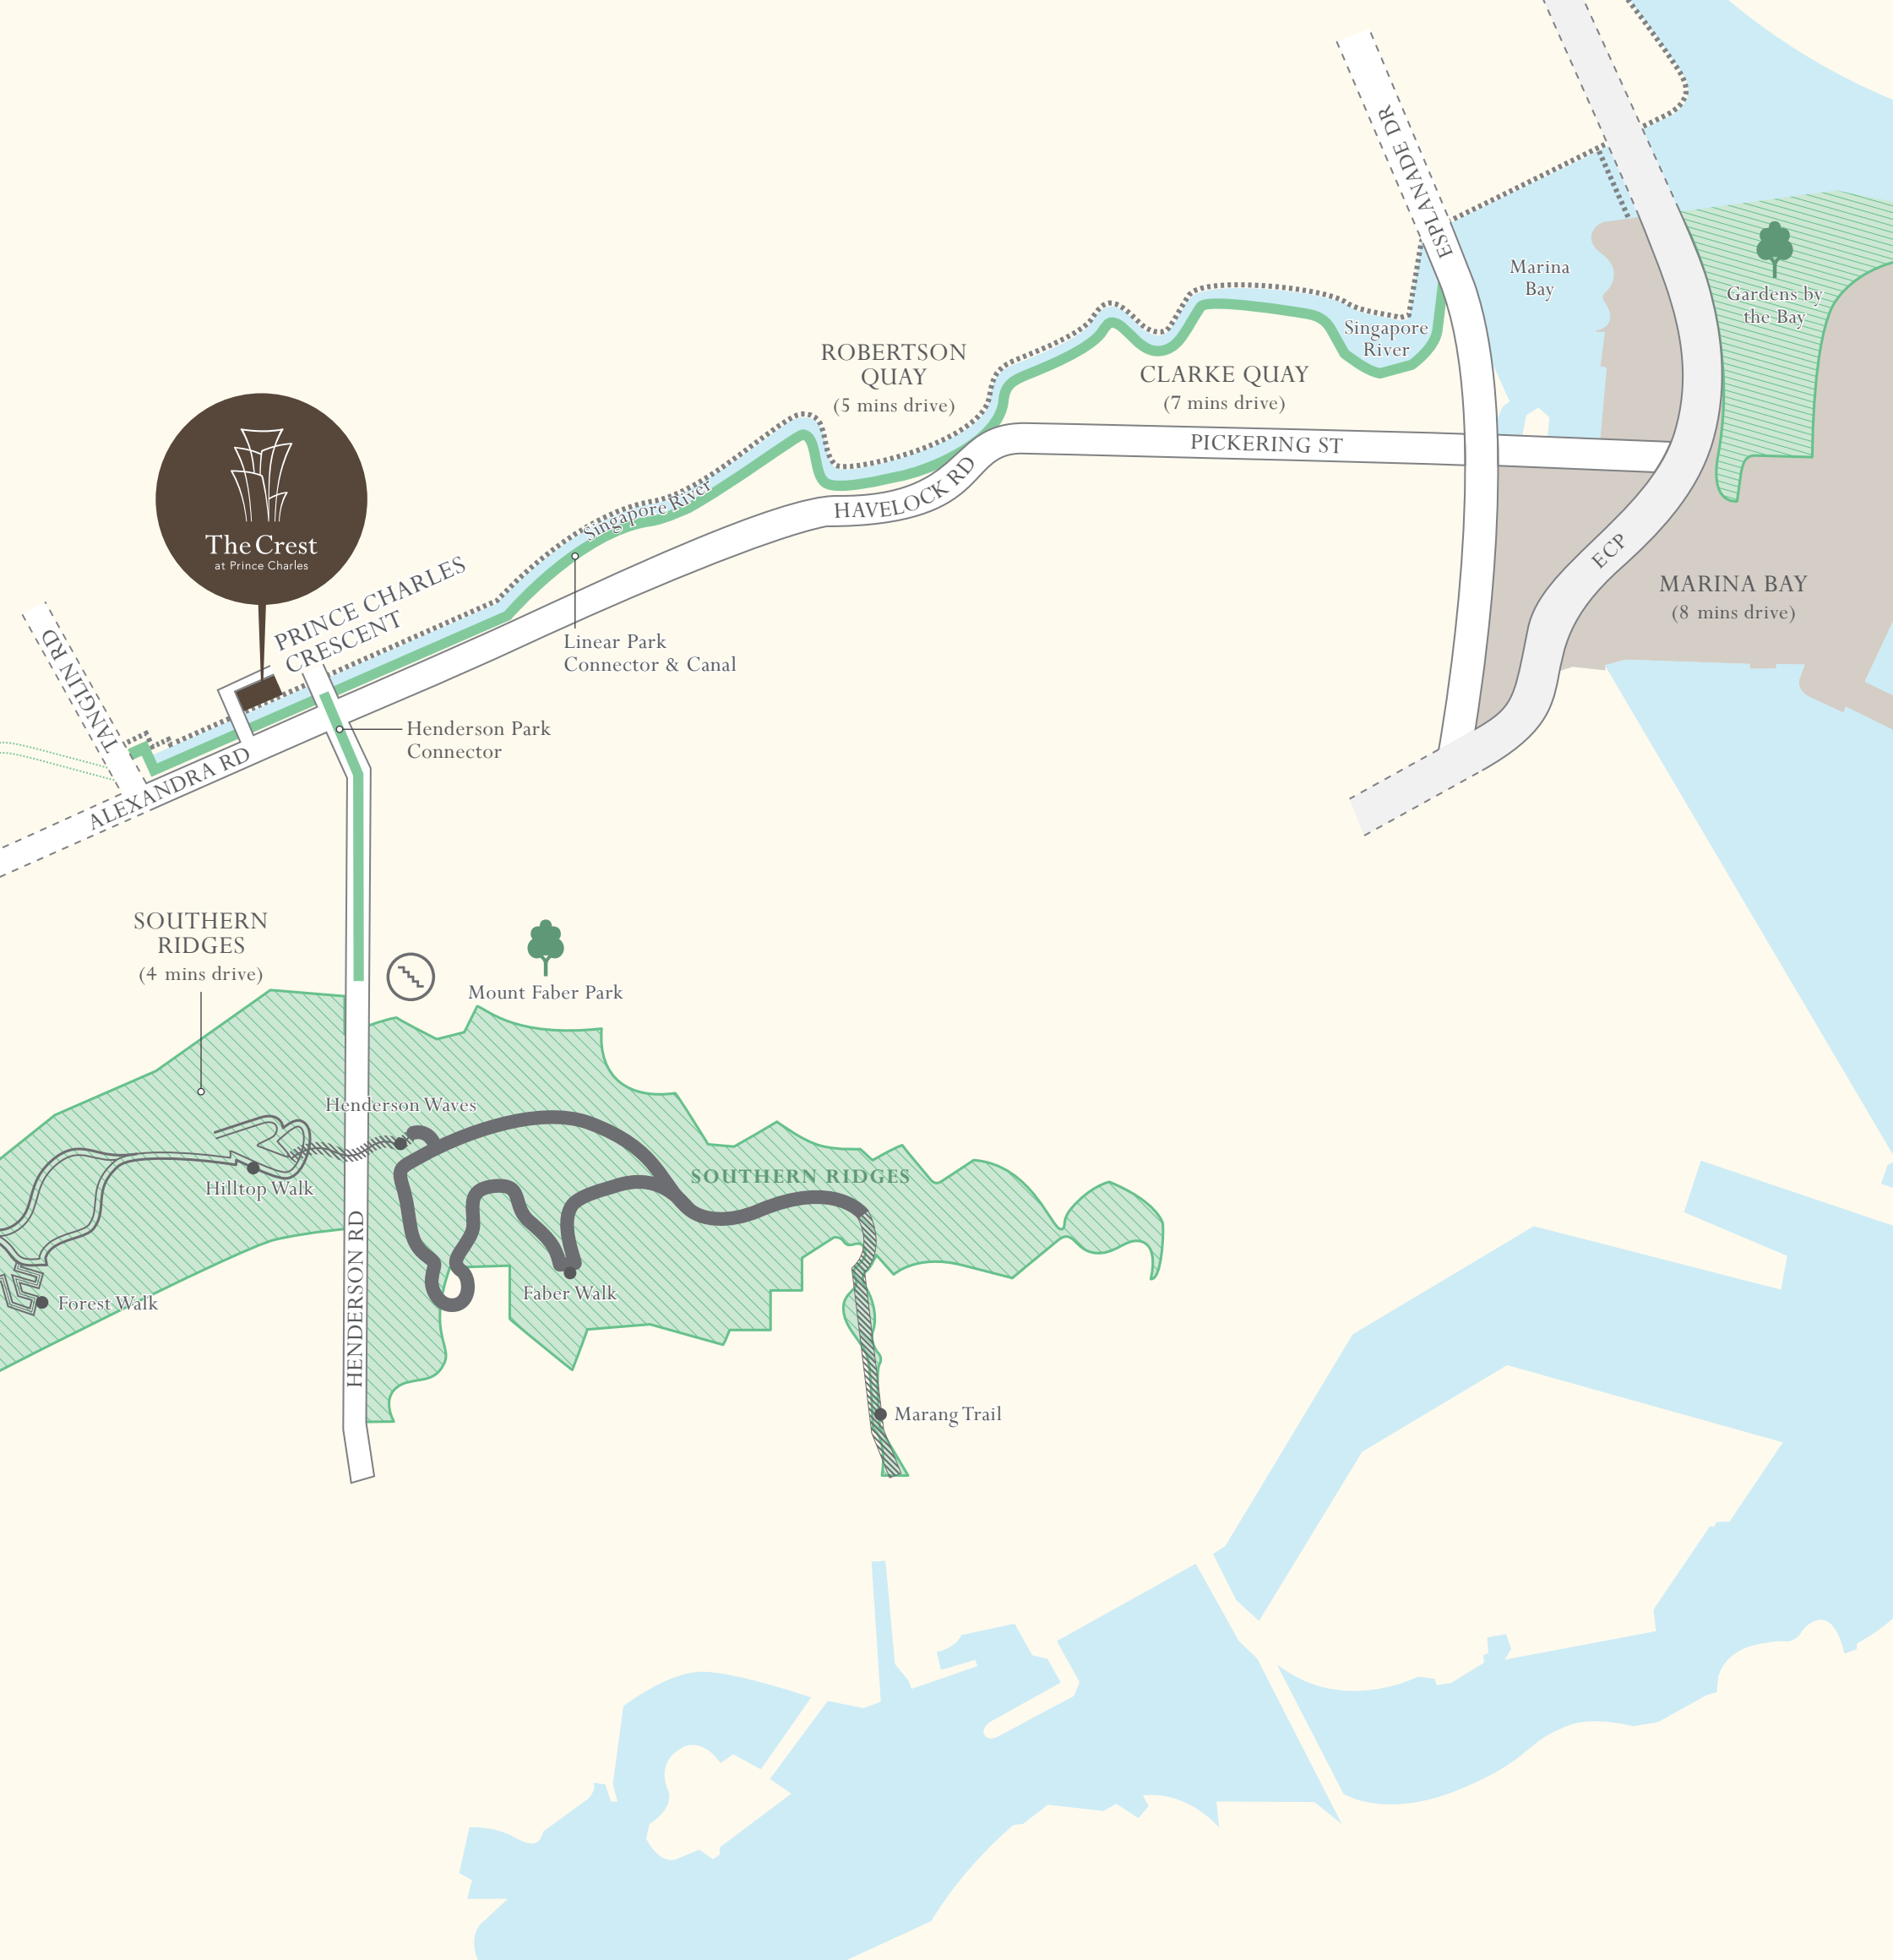 ESPLANADE DR
Marina
Bay
Gardens by
the Bay
Singapore
River
ROBERTSON
QUAY
(5 mins drive)
CLARKE QUAY
(7 mins drive)
PICKERING ST
HAVELOCK RD
Singapore River
The Crest
at Prince Charles
ECP
MARINA BAY
(8 mins drive)
PRINCE CHARLES
CRESCENT
TANGLIN RD
Linear Park
Connector & Canal
Henderson Park
Connector
ALEXANDRA RD
SOUTHERN
RIDGES
(4 mins drive)
Mount Faber Park
Henderson Waves
SOUTHERN RIDGES
Hilltop Walk
HENDERSON RD
Faber Walk
Forest Walk
Marang Trail